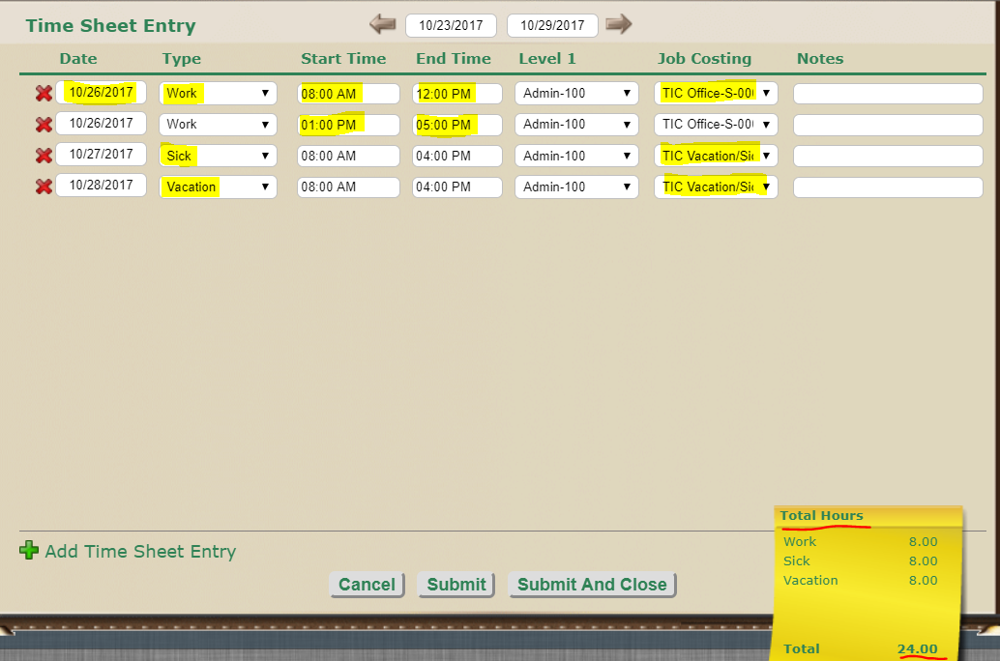 Time Sheet Entry 10/23/2017 10/29/2017
Date Type Start Time End Time Level 1 Job Costing Notes
10/26/2017 Work 08:00 AM 12:00 PM Admin-100 TIC Office-S-00
10/26/2017 Work 01:00 PM 05:00 PM Admin-100 TIC Office-S-00
10/27/2017 Sick 08:00 AM 04:00 PM Admin-100 TIC Vacation/Sic
10/28/2017 Vacation 08:00 AM 04:00 PM Admin-100 TIC Vacation/Sic
Add Time Sheet Entry
Cancel Submit Submit And Close
Total Hours
Work 8.00
Sick 8.00
Vacation 8.00
Total 24.00